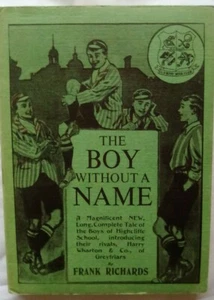 THE
BOY
WITHOUT A
NAME
A Magnificent NEW,
Long, Complete Tale of
the Boys of Highcliffe
School, introducing
their rivals, Harry
Wharton & Co., of
Greyfriars
By
FRANK RICHARDS